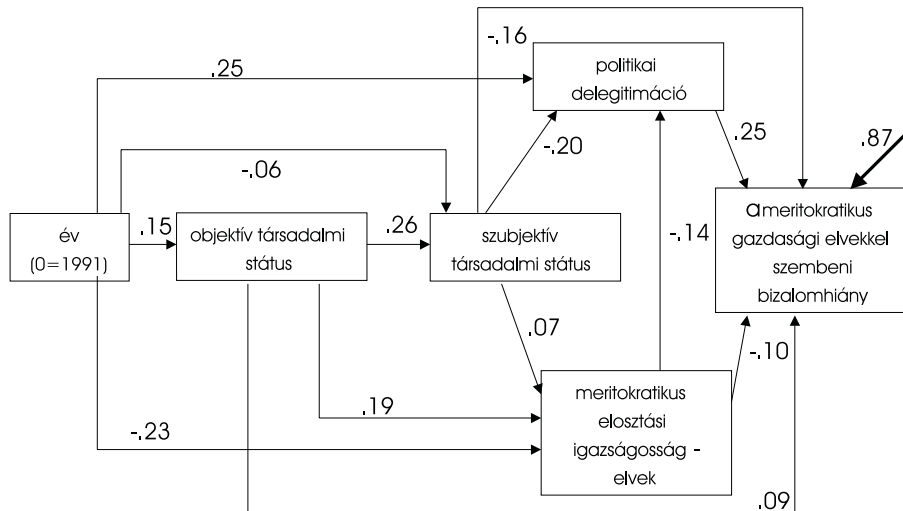 -.16
politikai
delegitimáció
.25
.25
.87
-.20
-.06
ameritokratikus
gazdasági elvekkel
szembeni
bizalomhiány
év
(0=1991)
.15
objektív társadalmi
státus
.26
szubjektív
társadalmi státus
-.14
.07
-.10
meritokratikus
elosztási
igazságosság -
elvek
.19
-.23
.09